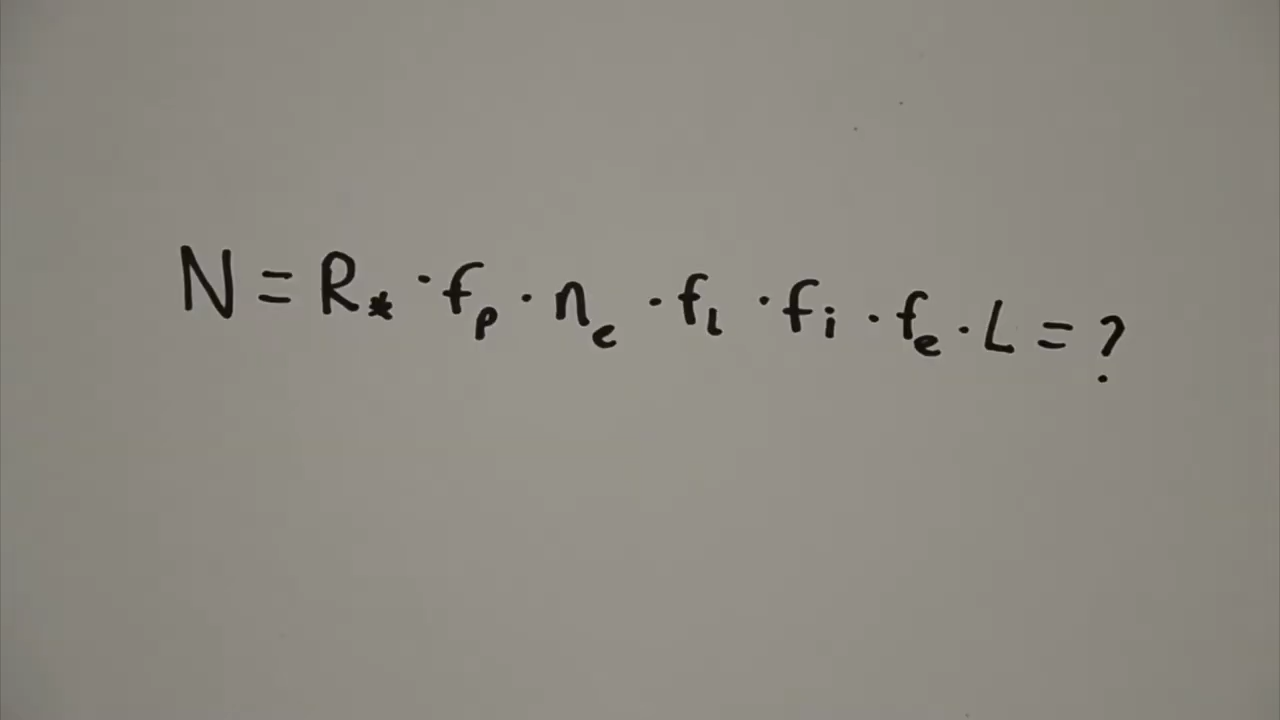 N = R* · fp · ne · fl · fi · fe · L = ?